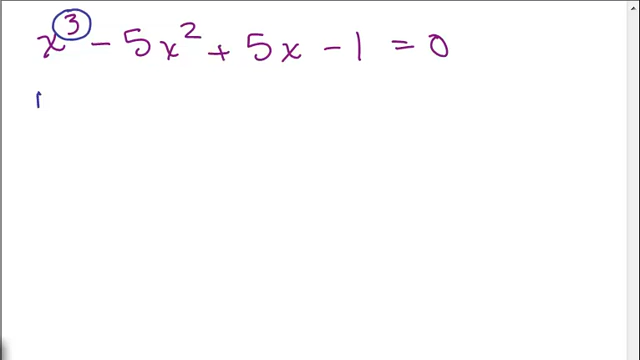 x³ - 5x² + 5x - 1 = 0